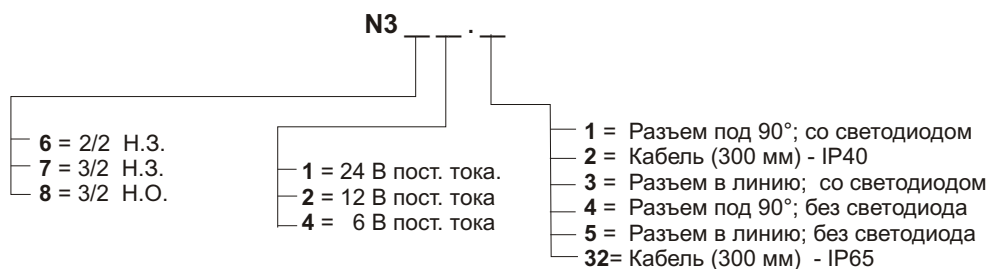 N3 _ _ . _
6 = 2/2 Н.З.
7 = 3/2 Н.З.
8 = 3/2 Н.О.
1 = 24 В пост. тока.
2 = 12 В пост. тока
4 = 6 В пост. тока
1 = Разъем под 90°; со светодиодом
2 = Кабель (300 мм) - IP40
3 = Разъем в линию; со светодиодом
4 = Разъем под 90°; без светодиода
5 = Разъем в линию; без светодиода
32= Кабель (300 мм) - IP65